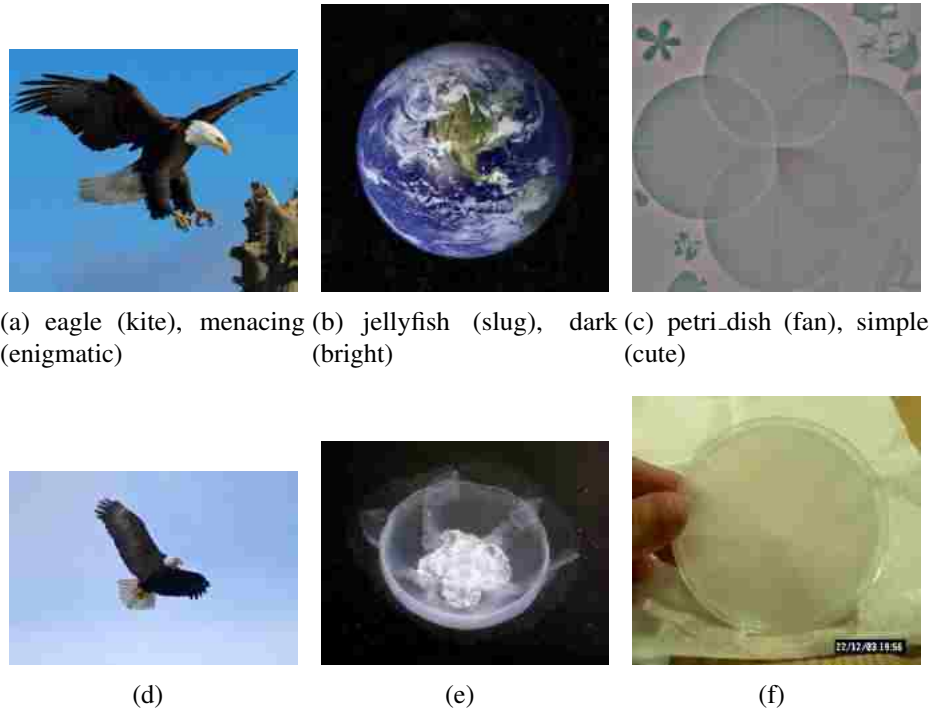 (a) eagle (kite), menacing (enigmatic)
(b) jellyfish (slug), dark (bright)
(c) petri_dish (fan), simple (cute)
(d)
(e)
22/12/03 19:56
(f)